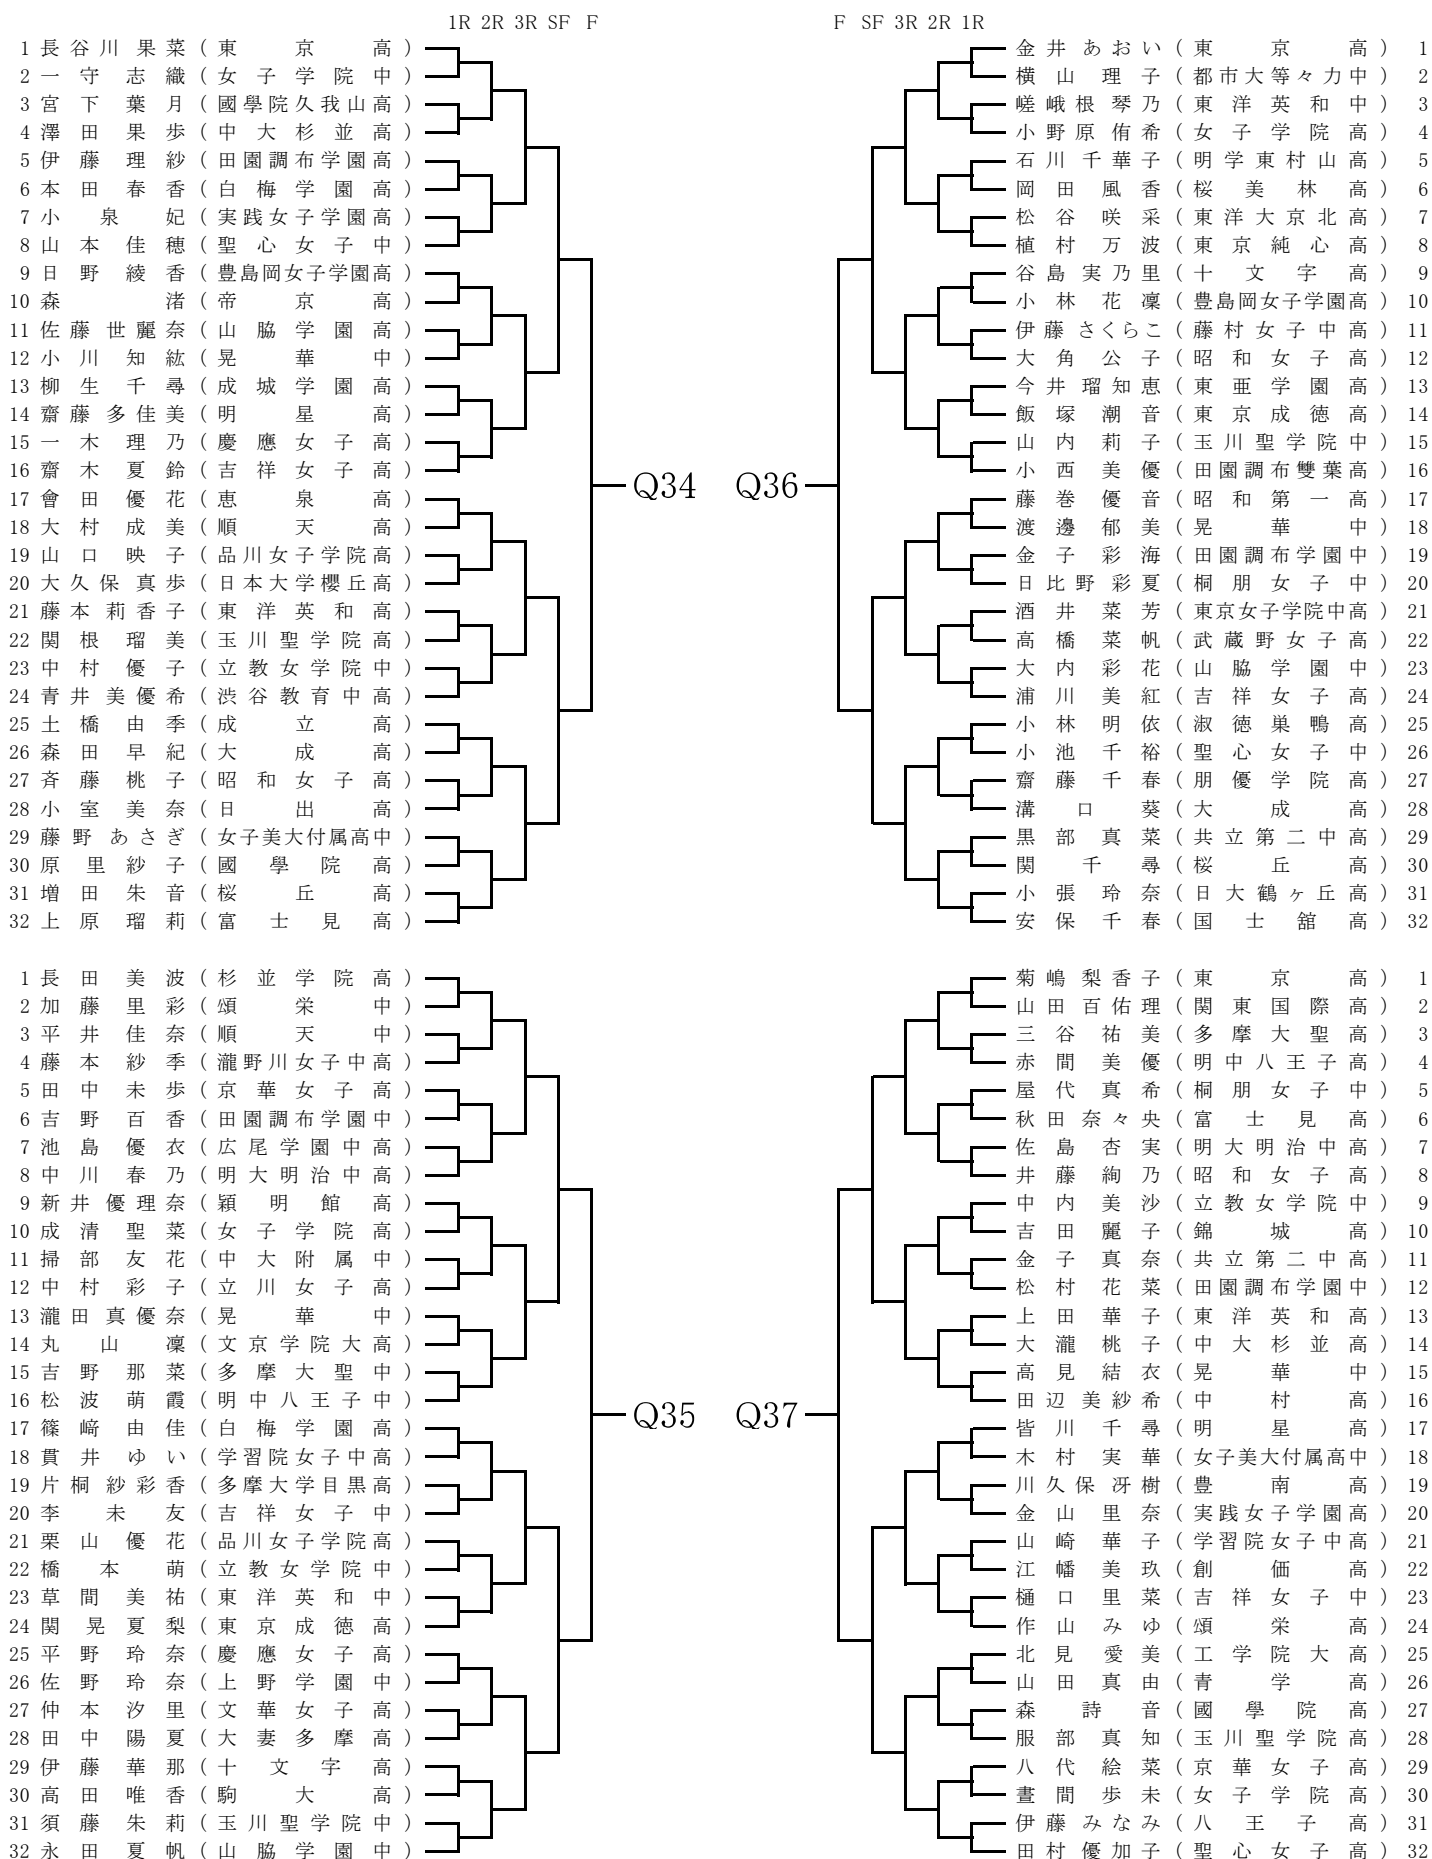 1R 2R 3R SF F
1 長谷川果菜(東京高)
2 一守志織(女子学院中)
3 宮下葉月(國學院久我山高)
4 澤田果歩(中大杉並高)
5 伊藤理紗(田園調布学園高)
6 本田春香(白梅学園高)
7 小泉妃(実践女子学園高)
8 山本佳穂(聖心女子中)
9 日野綾香(豊島岡女子学園高)
10 森渚(帝京高)
11 佐藤世麗奈(山脇学園高)
12 小川知紘(晃華中)
13 柳生千尋(成城学園高)
14 齋藤多佳美(明星高)
15 一木理乃(慶應女子高)
16 齋木夏鈴(吉祥女子高)
17 會田優花(恵泉高)
18 大村成美(順天高)
19 山口映子(品川女子学院高)
20 大久保真歩(日本大学櫻丘高)
21 藤本莉香子(東洋英和高)
22 関根瑠美(玉川聖学院高)
23 中村優子(立教女学院中)
24 青井美優希(渋谷教育中高)
25 土橋由季(成立高)
26 森田早紀(大成高)
27 斉藤桃子(昭和女子高)
28 小室美奈(日出高)
29 藤野あさぎ(女子美大付属高中)
30 原里紗子(國學院高)
31 増田朱音(桜丘高)
32 上原瑠莉(富士見高)
Q34
F SF 3R 2R 1R
金井あおい(東京高) 1
横山理子(都市大等々力中) 2
嵯峨根琴乃(東洋英和中) 3
小野原侑希(女子学院高) 4
石川千華子(明学東村山高) 5
岡田風香(桜美林高) 6
松谷咲采(東洋大京北高) 7
植村万波(東京純心高) 8
谷島実乃里(十文字高) 9
小林花凜(豊島岡女子学園高) 10
伊藤さくらこ(藤村女子中高) 11
大角公子(昭和女子高) 12
今井瑠知恵(東亜学園高) 13
飯塚潮音(東京成徳高) 14
山内莉子(玉川聖学院中) 15
小西美優(田園調布雙葉高) 16
藤巻優音(昭和第一高) 17
渡邊郁美(晃華中) 18
金子彩海(田園調布学園中) 19
日比野彩夏(桐朋女子中) 20
酒井菜芳(東京女子学院中高) 21
高橋菜帆(武蔵野女子高) 22
大内彩花(山脇学園中) 23
浦川美紅(吉祥女子高) 24
小林明依(淑徳巣鴨高) 25
小池千裕(聖心女子中) 26
齋藤千春(朋優学院高) 27
溝口葵(大成高) 28
黒部真菜(共立第二中高) 29
関千尋(桜丘高) 30
小張玲奈(日大鶴ヶ丘高) 31
安保千春(国士舘高) 32
Q36
1 長田美波(杉並学院高)
2 加藤里彩(頌栄中)
3 平井佳奈(順天中)
4 藤本紗季(瀧野川女子中高)
5 田中未歩(京華女子高)
6 吉野百香(田園調布学園中)
7 池島優衣(広尾学園中高)
8 中川春乃(明大明治中高)
9 新井優理奈(穎明館高)
10 成清聖菜(女子学院高)
11 掃部友花(中大附属中)
12 中村彩子(立川女子高)
13 瀧田真優奈(晃華中)
14 丸山凜(文京学院大高)
15 吉野那菜(多摩大聖中)
16 松波萌霞(明中八王子中)
17 篠﨑由佳(白梅学園高)
18 貫井ゆい(学習院女子中高)
19 片桐紗彩香(多摩大学目黒高)
20 李未友(吉祥女子中)
21 栗山優花(品川女子学院高)
22 橋本萌(立教女学院中)
23 草間美祐(東洋英和中)
24 関晃夏梨(東京成徳高)
25 平野玲奈(慶應女子高)
26 佐野玲奈(上野学園中)
27 仲本汐里(文華女子高)
28 田中陽夏(大妻多摩高)
29 伊藤華那(十文字高)
30 高田唯香(駒大高)
31 須藤朱莉(玉川聖学院中)
32 永田夏帆(山脇学園中)
Q35
菊嶋梨香子(東京高) 1
山田百佑理(関東国際高) 2
三谷祐美(多摩大聖高) 3
赤間美優(明中八王子高) 4
屋代真希(桐朋女子中) 5
秋田奈々央(富士見高) 6
佐島杏実(明大明治中高) 7
井藤絢乃(昭和女子高) 8
中内美沙(立教女学院中) 9
吉田麗子(錦城高) 10
金子真奈(共立第二中高) 11
松村花菜(田園調布学園中) 12
上田華子(東洋英和高) 13
大瀧桃子(中大杉並高) 14
高見結衣(晃華中) 15
田辺美紗希(中村高) 16
皆川千尋(明星高) 17
木村実華(女子美大付属高中) 18
川久保冴樹(豊南高) 19
金山里奈(実践女子学園高) 20
山崎華子(学習院女子中高) 21
江幡美玖(創価高) 22
樋口里菜(吉祥女子中) 23
作山みゆ(頌栄高) 24
北見愛美(工学院大高) 25
山田真由(青学高) 26
森詩音(國學院高) 27
服部真知(玉川聖学院高) 28
八代絵菜(京華女子高) 29
晝間歩未(女子学院高) 30
伊藤みなみ(八王子高) 31
田村優加子(聖心女子高) 32
Q37